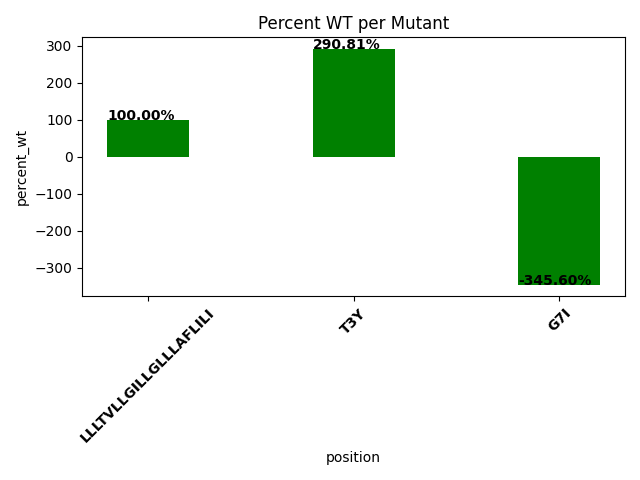 Percent WT per Mutant
300
200
100
0
−100
−200
−300
percent_wt
100.00%
290.81%
-345.60%
LLLTVLLGILLGLLLAFLILI
T3Y
G7I
position